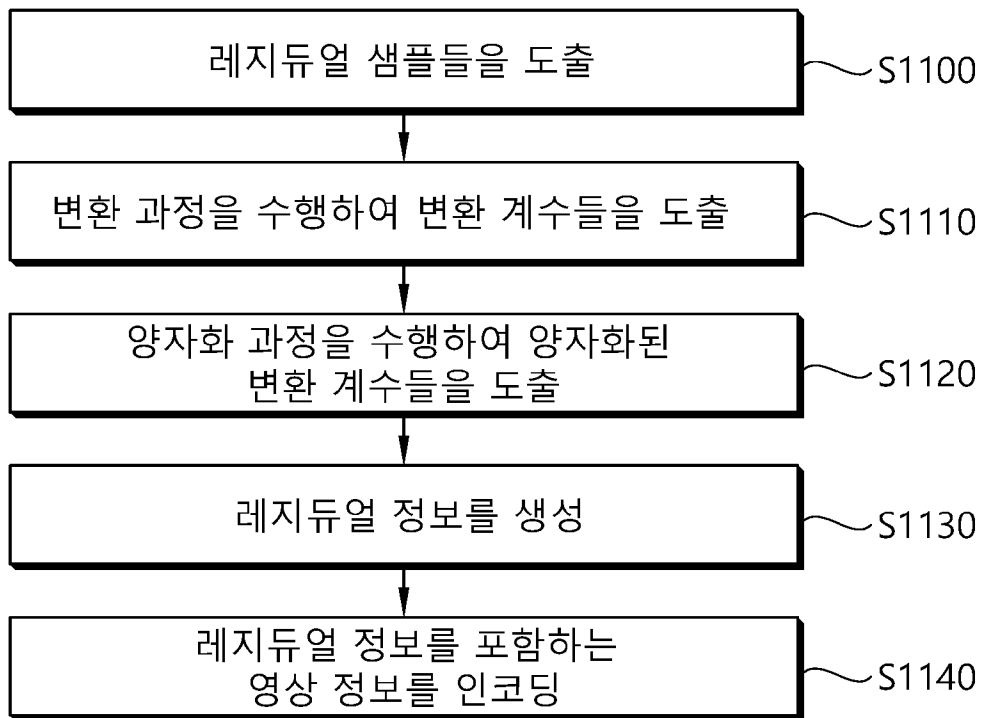 레지듀얼 샘플들을 도출
S1100
변환 과정을 수행하여 변환 계수들을 도출
S1110
양자화 과정을 수행하여 양자화된
변환 계수들을 도출
S1120
레지듀얼 정보를 생성
S1130
레지듀얼 정보를 포함하는
영상 정보를 인코딩
S1140